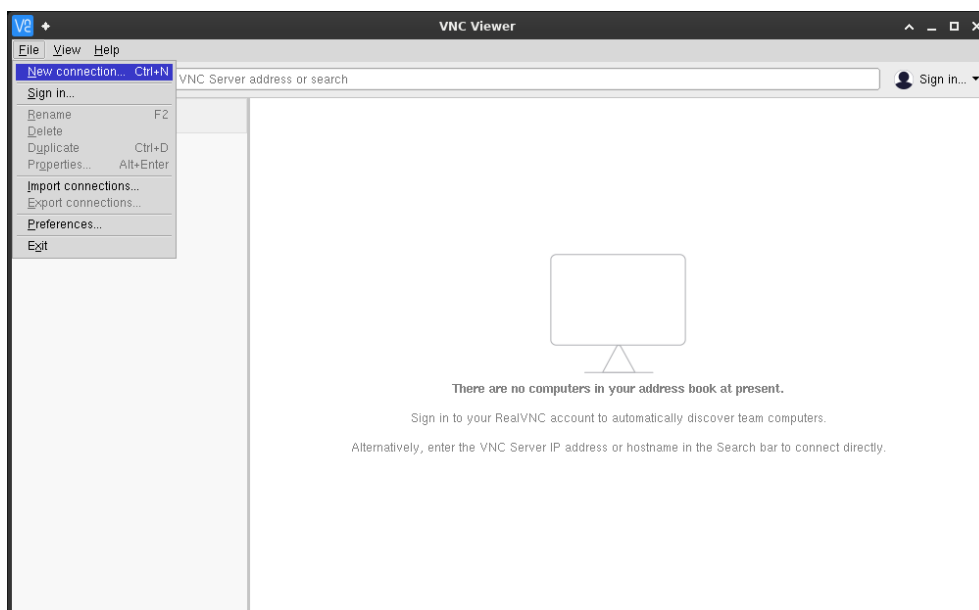 VNC Viewer
File View Help
New connection... Ctrl+N
VNC Server address or search
Sign in...
Sign in...
Rename F2
Delete
Duplicate Ctrl+D
Properties... Alt+Enter
Import connections...
Export connections...
Preferences...
Exit
There are no computers in your address book at present.
Sign in to your RealVNC account to automatically discover team computers.
Alternatively, enter the VNC Server IP address or hostname in the Search bar to connect directly.